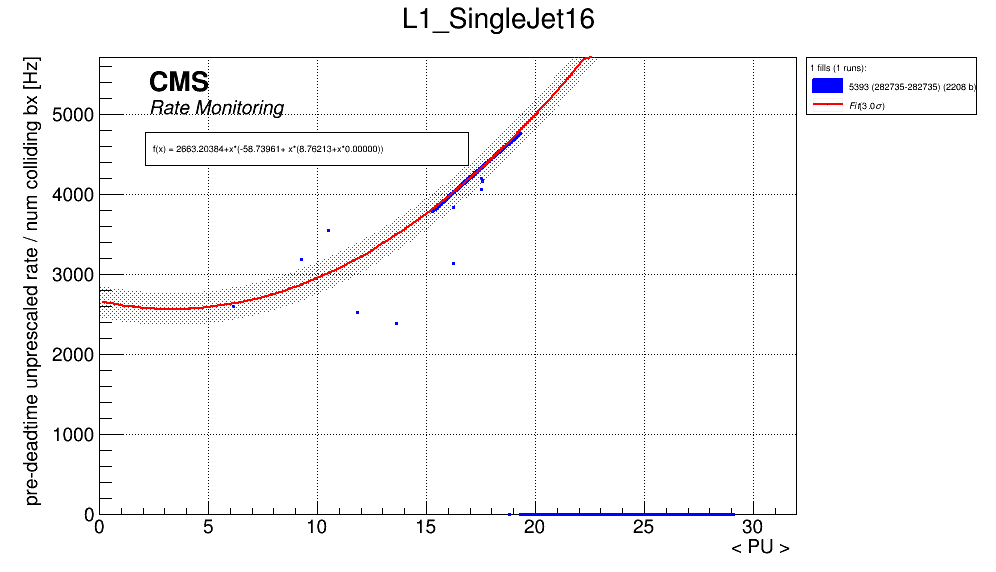 L1_SingleJet16
pre-deadtime unprescaled rate / num colliding bx [Hz]
CMS
Rate Monitoring
f(x) = 2663.20384+x*(-58.73961+ x*(8.76213+x*0.00000))
5000
4000
3000
2000
1000
0
0 5 10 15 20 25 30
< PU >
1 fills (1 runs):
5393 (282735-282735) (2208 b)
Fit(3.0σ)